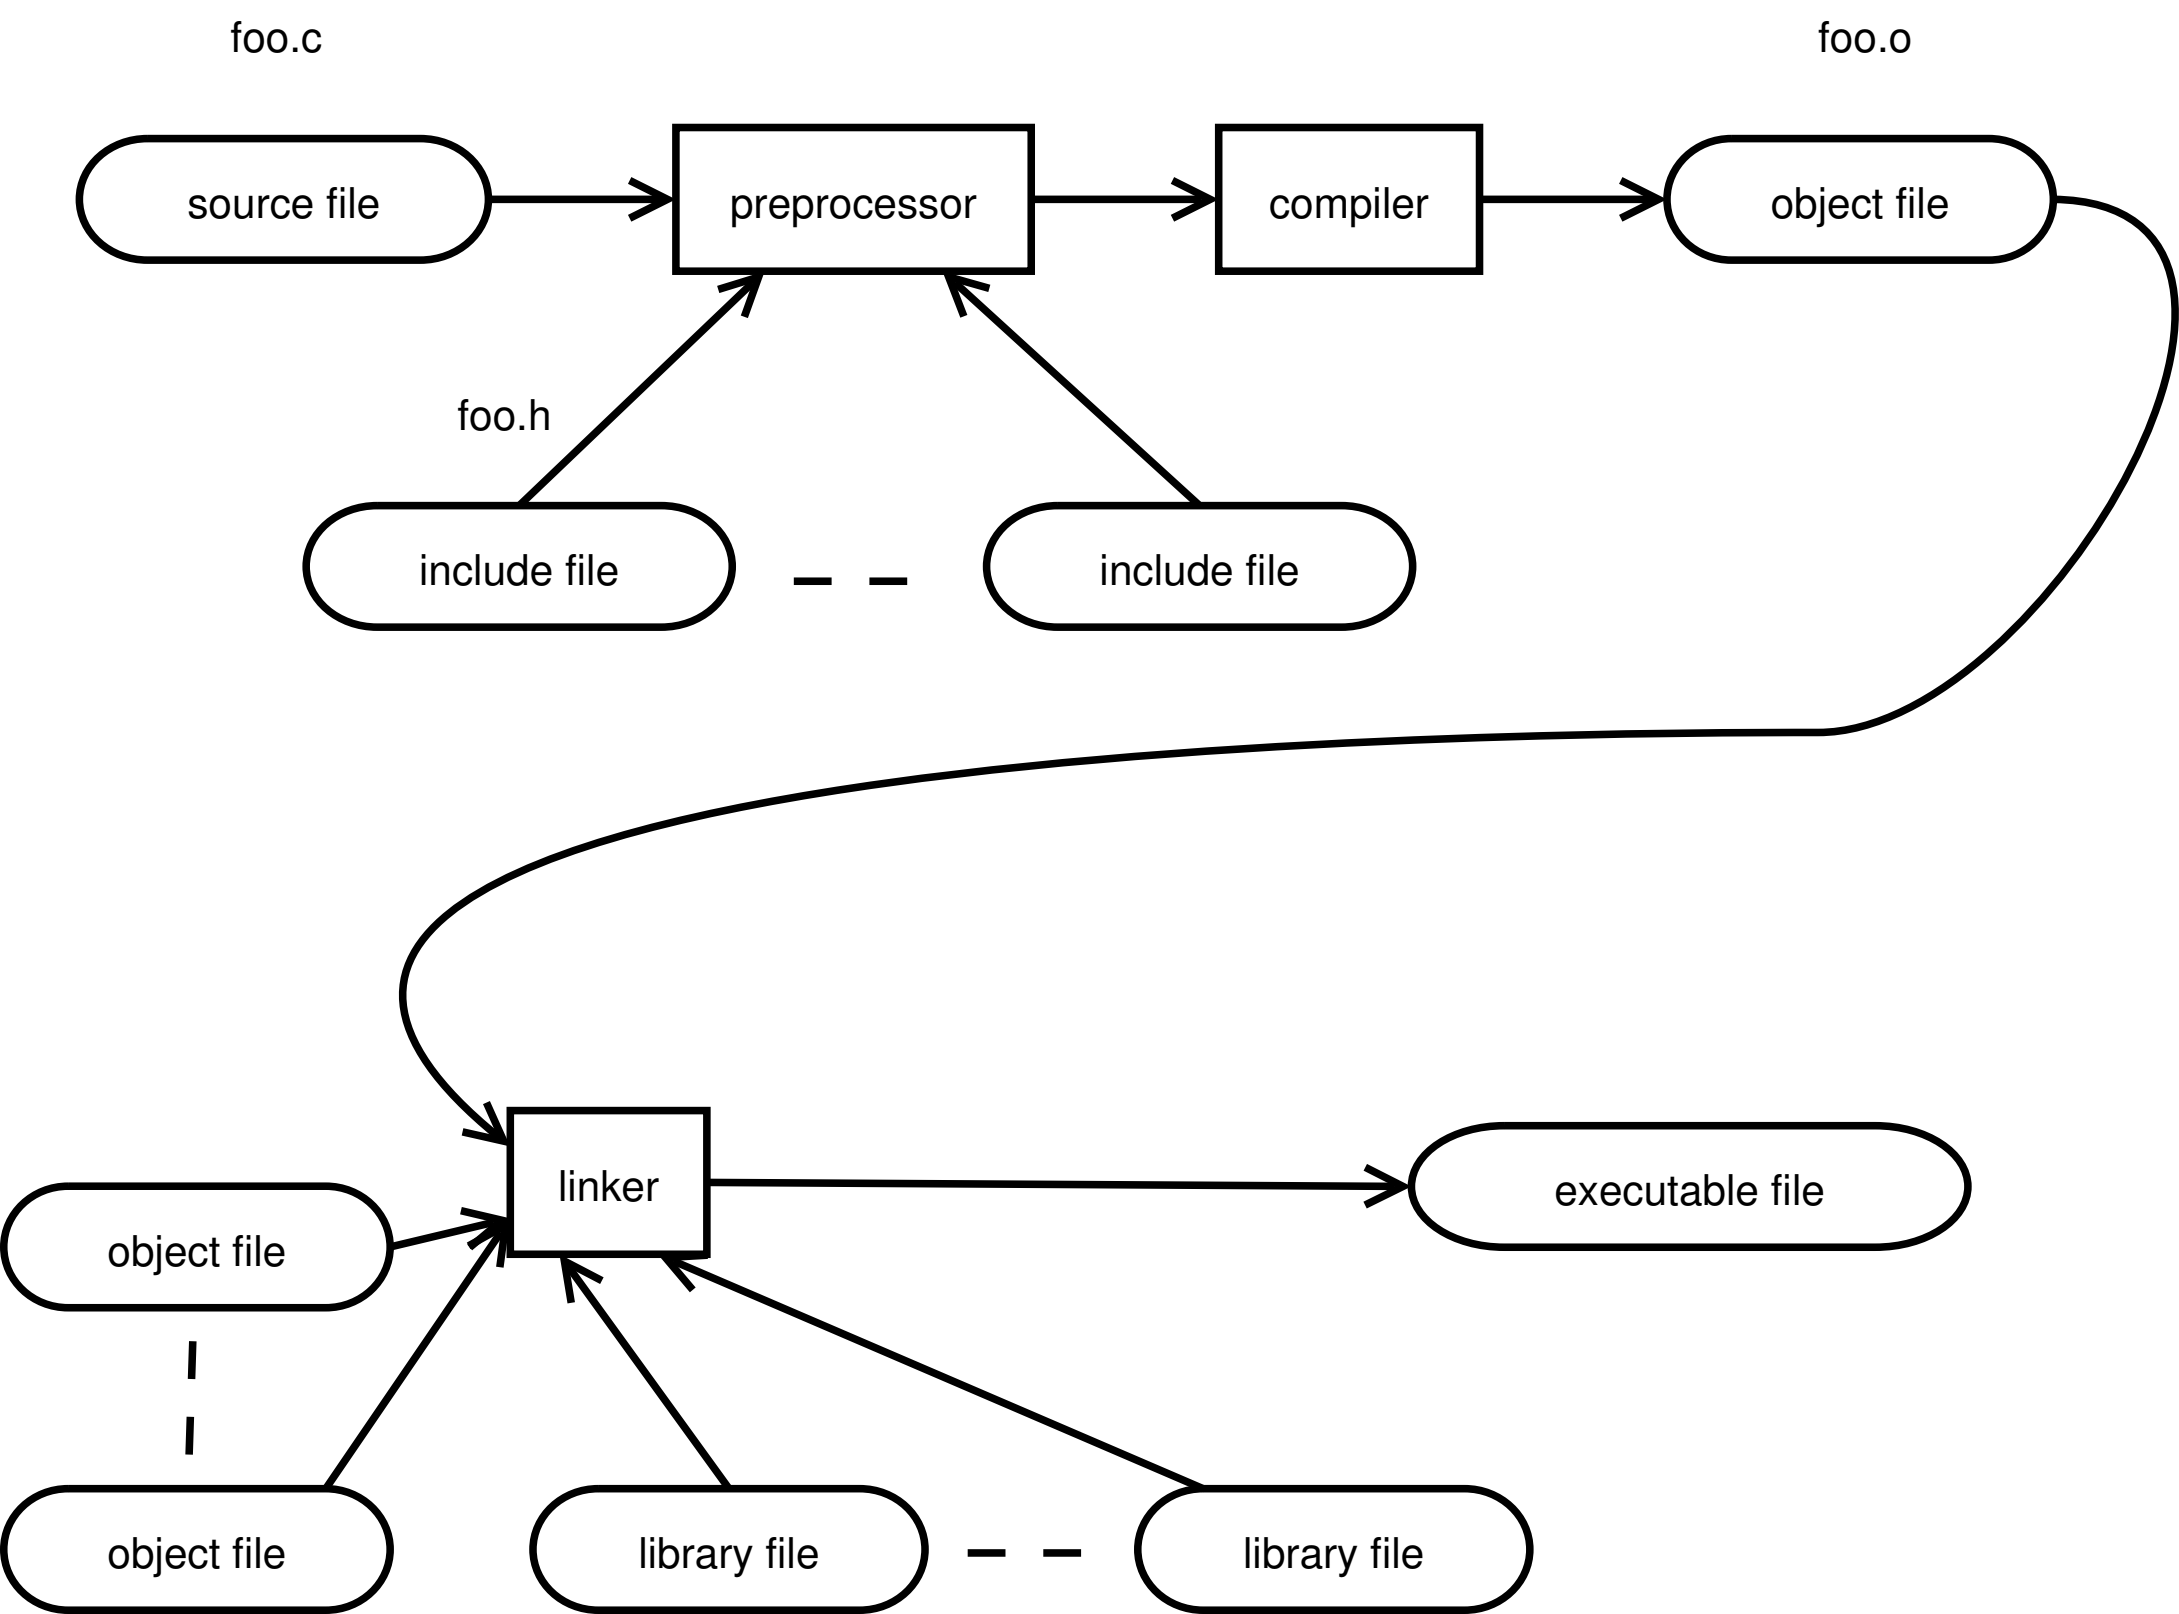 foo.c
foo.o
source file
preprocessor
compiler
object file
foo.h
include file
include file
linker
executable file
object file
object file
library file
library file